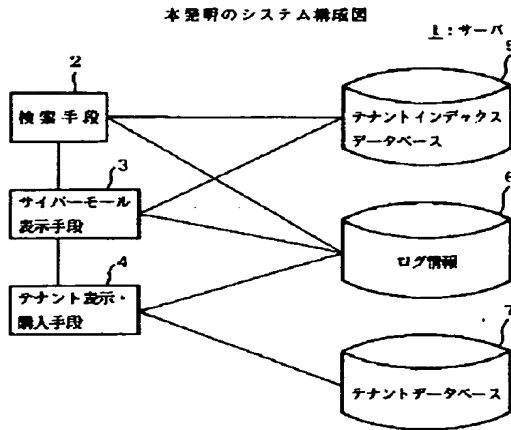 本発明のシステム構成図
1:サーバ
2
検索手段
3
サイバーモール
表示手段
4
テナント表示・
購入手段
5
テナントインデックス
データベース
6
ログ情報
7
テナントデータベース